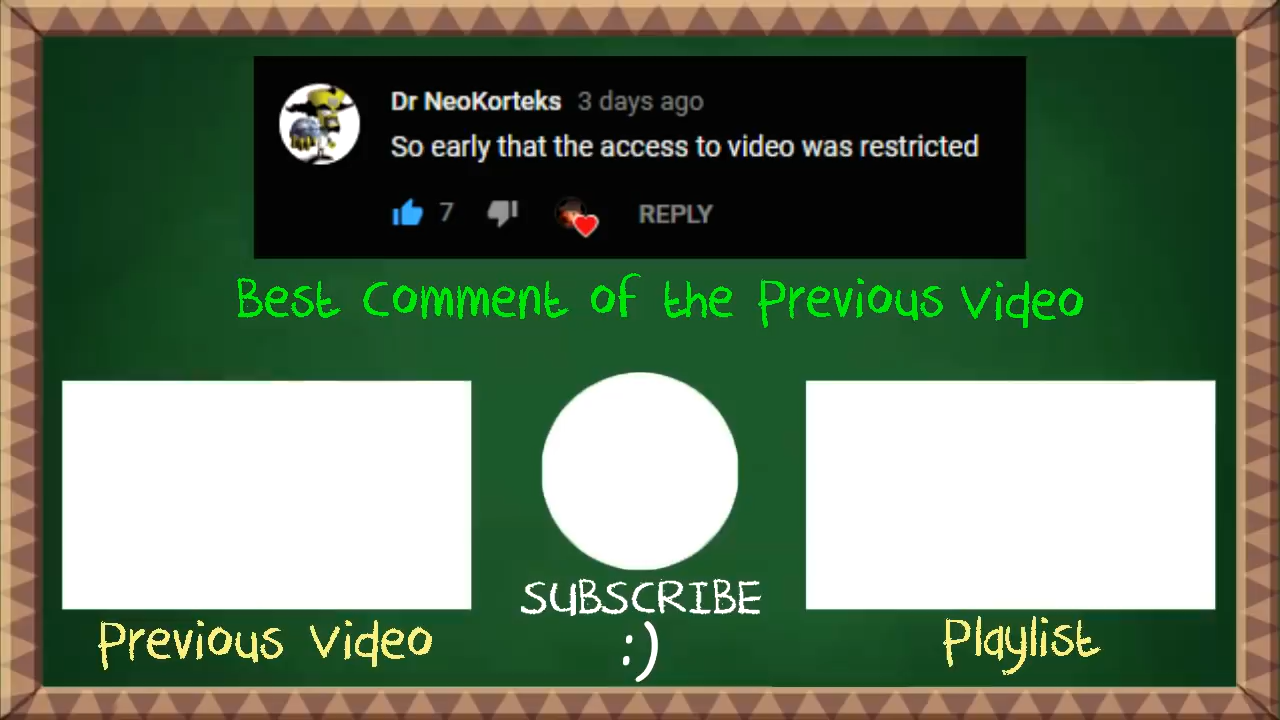 Dr NeoKorteks 3 days ago
So early that the access to video was restricted
7 REPLY
Best Comment of the Previous Video
SUBSCRIBE
:)
Previous Video
Playlist